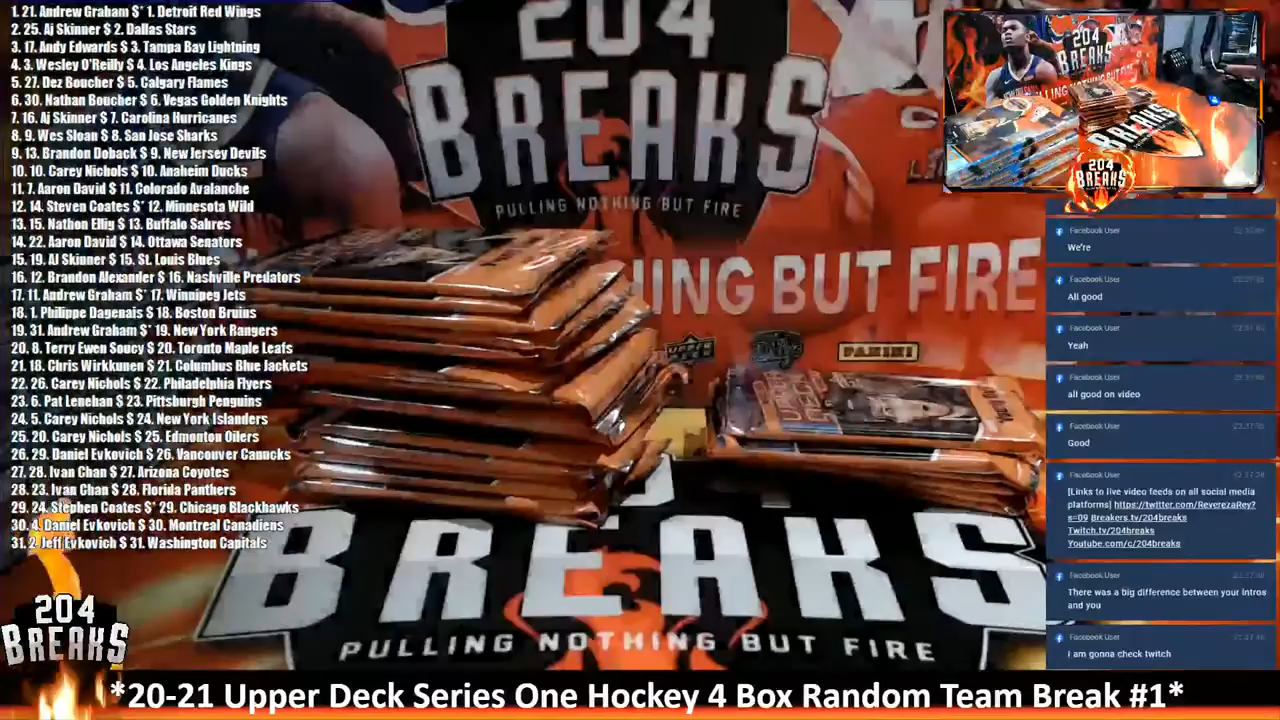 1. 21. Andrew Graham $* 1. Detroit Red Wings
2. 25. Aj Skinner $ 2. Dallas Stars
3. 17. Andy Edwards $ 3. Tampa Bay Lightning
4. 3. Wesley O'Reilly $ 4. Los Angeles Kings
5. 27. Dez Boucher $ 5. Calgary Flames
6. 30. Nathan Boucher $ 6. Vegas Golden Knights
7. 16. Aj Skinner $ 7. Carolina Hurricanes
8. 9. Wes Sloan $ 8. San Jose Sharks
9. 13. Brandon Doback $ 9. New Jersey Devils
10. 10. Carey Nichols $ 10. Anaheim Ducks
11. 7. Aaron David $ 11. Colorado Avalanche
12. 14. Steven Coates $* 12. Minnesota Wild
13. 15. Nathon Ellig $ 13. Buffalo Sabres
14. 22. Aaron David $ 14. Ottawa Senators
15. 19. AJ Skinner $ 15. St. Louis Blues
16. 12. Brandon Alexander $ 16. Nashville Predators
17. 11. Andrew Graham $* 17. Winnipeg Jets
18. 1. Philippe Dagenais $ 18. Boston Bruins
19. 31. Andrew Graham $* 19. New York Rangers
20. 8. Terry Ewen Soucy $ 20. Toronto Maple Leafs
21. 18. Chris Wirkkunen $ 21. Columbus Blue Jackets
22. 26. Carey Nichols $ 22. Philadelphia Flyers
23. 6. Pat Lenehan $ 23. Pittsburgh Penguins
24. 5. Carey Nichols $ 24. New York Islanders
25. 20. Carey Nichols $ 25. Edmonton Oilers
26. 29. Daniel Evkovich $ 26. Vancouver Canucks
27. 28. Ivan Chan $ 27. Arizona Coyotes
28. 23. Ivan Chan $ 28. Florida Panthers
29. 24. Stephen Coates $* 29. Chicago Blackhawks
30. 4. Daniel Evkovich $ 30. Montreal Canadiens
31. 2. Jeff Evkovich $ 31. Washington Capitals
204
BREAKS
PULLING NOTHING BUT FIRE
HING BUT FIRE
UPPER DECK
PANINI
BREAKS
PULLING NOTHING BUT FIRE
204
BREAKS
204
BREAKS
BREAKS
204
BREAKS
Facebook User
We're
Facebook User
All good
Facebook User
Yeah
Facebook User
all good on video
Facebook User
Good
Facebook User
[Links to live video feeds on all social media
platforms] https://twitter.com/ReverezaRey?
s=09 Breakers.tv/204breaks
Twitch.tv/204breaks
Youtube.com/c/204breaks
Facebook User
There was a big difference between your intros
and you
Facebook User
I am gonna check twitch
*20-21 Upper Deck Series One Hockey 4 Box Random Team Break #1*